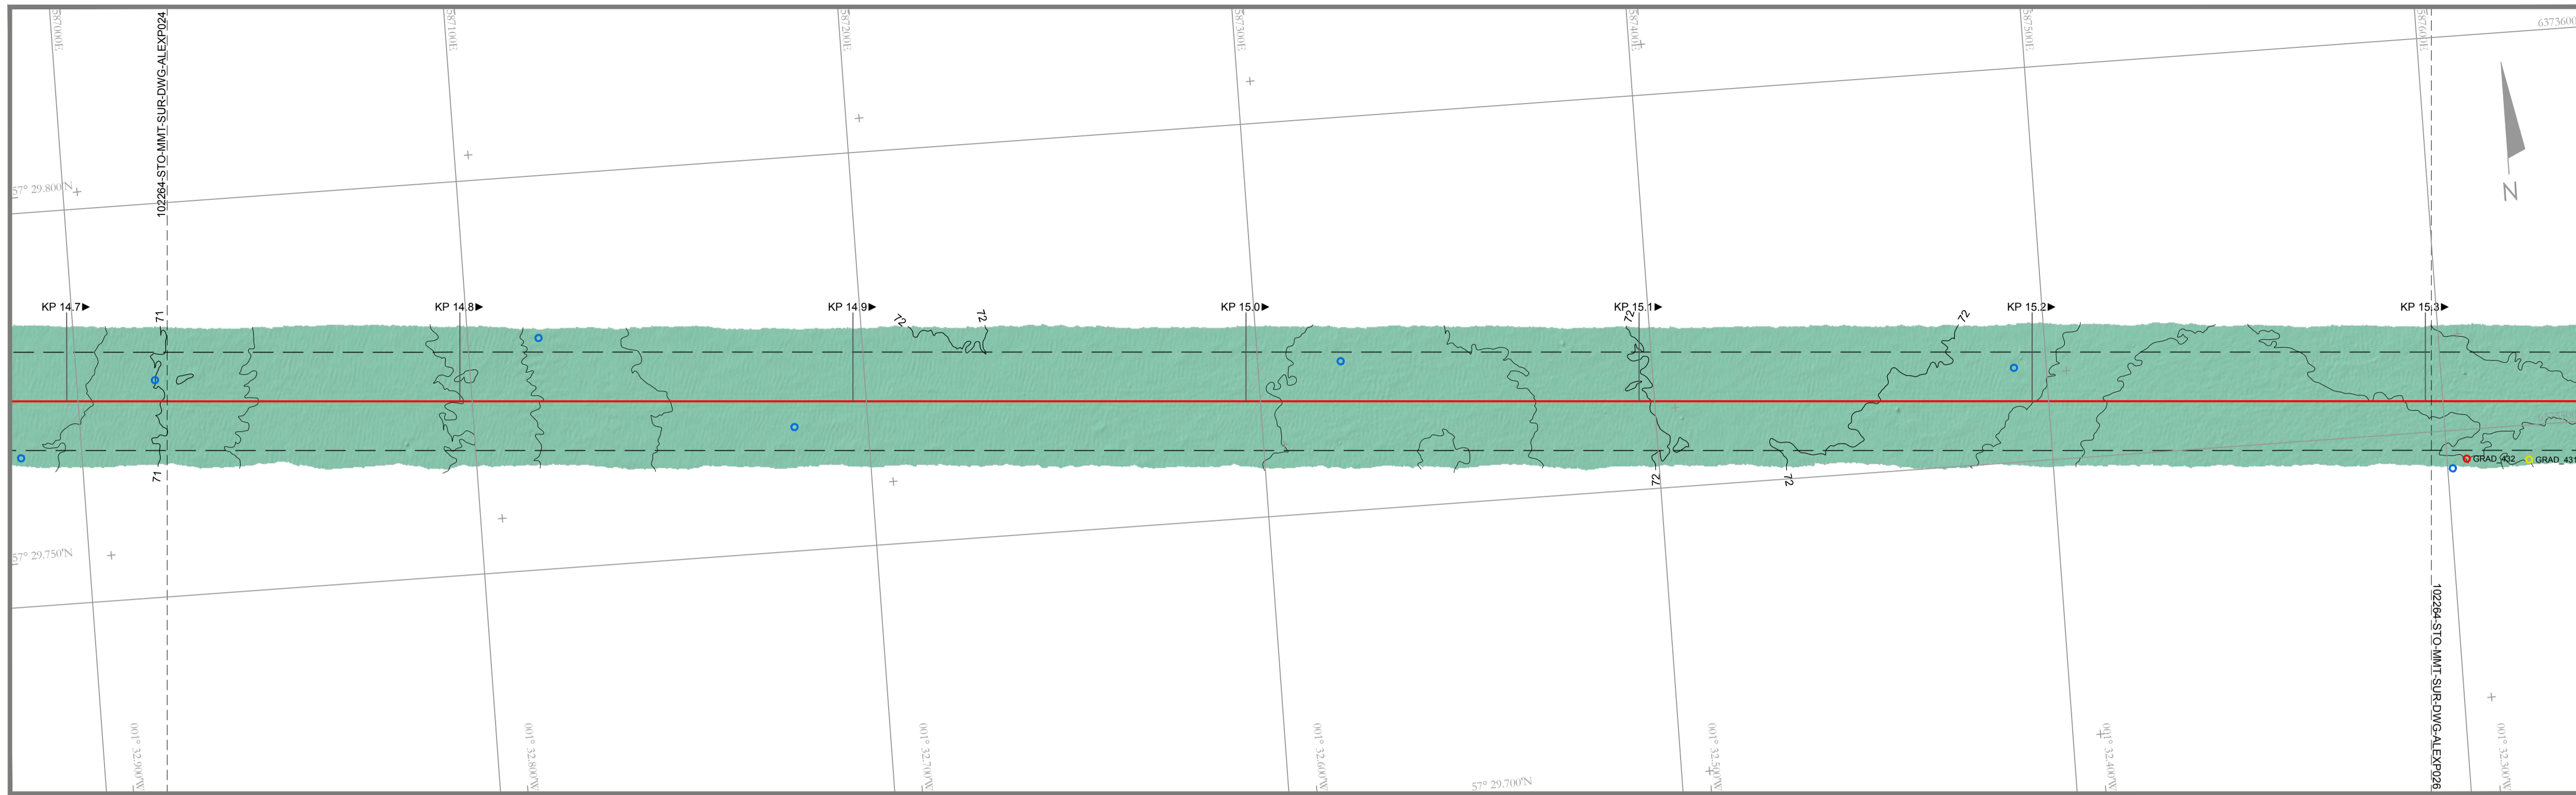 587000E
587100E
587200E
587300E
587400E
587500E
587600E
6373600
102264-STO-MMT-SUR-DWG-ALEXP024
57° 29.800'N
N
KP 14.7►
KP 14.8►
KP 14.9►
KP 15.0►
KP 15.1►
KP 15.2►
KP 15.3►
71
72
72
72
72
71
72
72
GRAD_432
GRAD_431
57° 29.750'N
102264-STO-MMT-SUR-DWG-ALEXP026
001° 32.900'W
001° 32.800'W
001° 32.700'W
001° 32.600'W
001° 32.500'W
001° 32.400'W
001° 32.300'W
57° 29.700'N